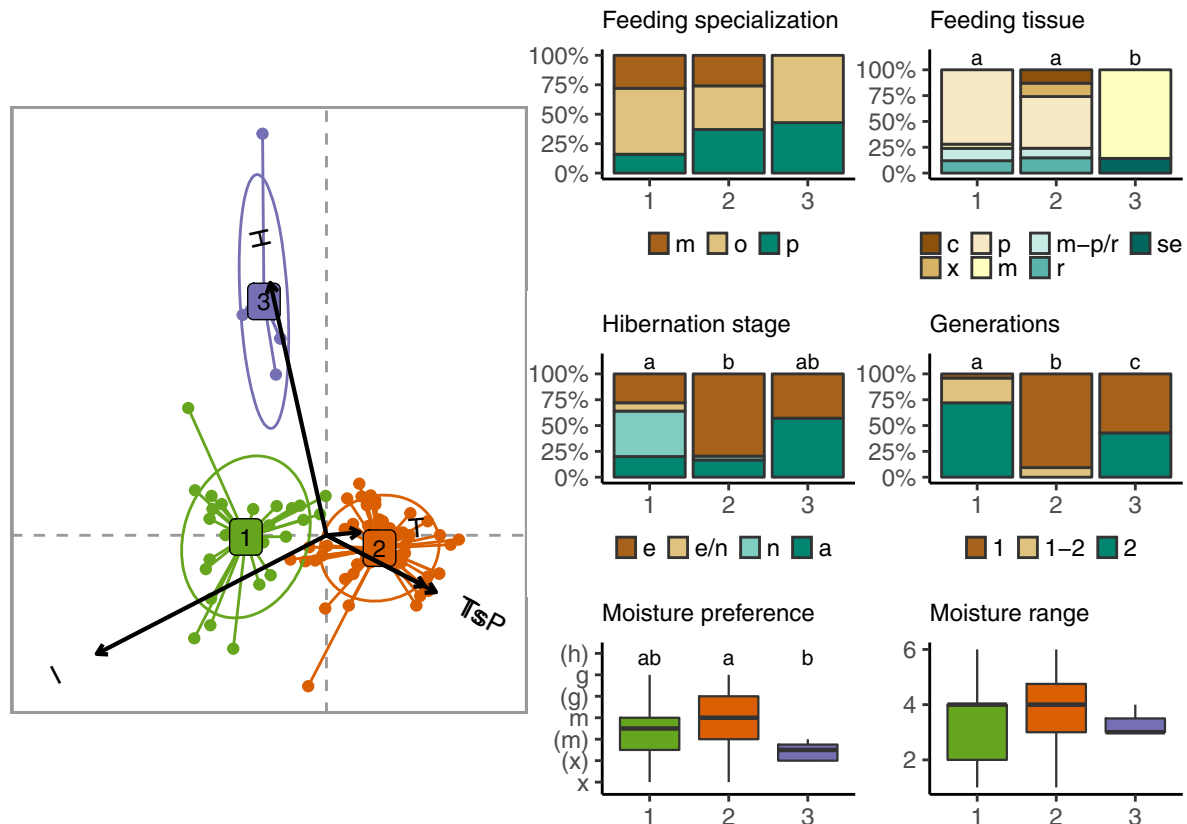 H
3
1
2
T
TsP
I
Feeding specialization
100%
75%
50%
25%
0%
1 2 3
m o p
Feeding tissue
a a b
100%
75%
50%
25%
0%
1 2 3
c p m−p/r se
x m r
Hibernation stage
a b ab
100%
75%
50%
25%
0%
1 2 3
e e/n n a
Generations
a b c
100%
75%
50%
25%
0%
1 2 3
1 1−2 2
Moisture preference
ab a b
(h)
g
(g)
m
(m)
(x)
x
1 2 3
Moisture range
6
4
2
1 2 3